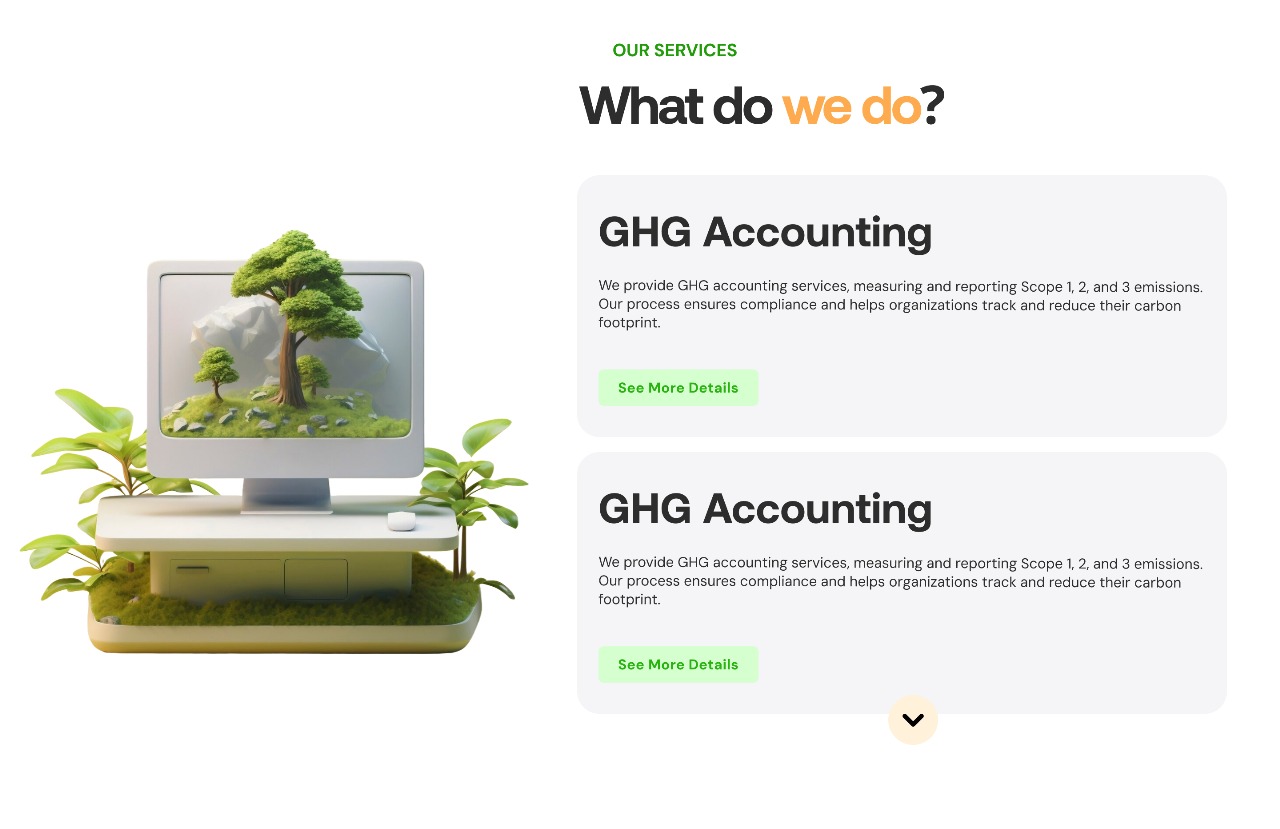 OUR SERVICES
What do we do?
GHG Accounting
We provide GHG accounting services, measuring and reporting Scope 1, 2, and 3 emissions.
Our process ensures compliance and helps organizations track and reduce their carbon
footprint.
See More Details
GHG Accounting
We provide GHG accounting services, measuring and reporting Scope 1, 2, and 3 emissions.
Our process ensures compliance and helps organizations track and reduce their carbon
footprint.
See More Details